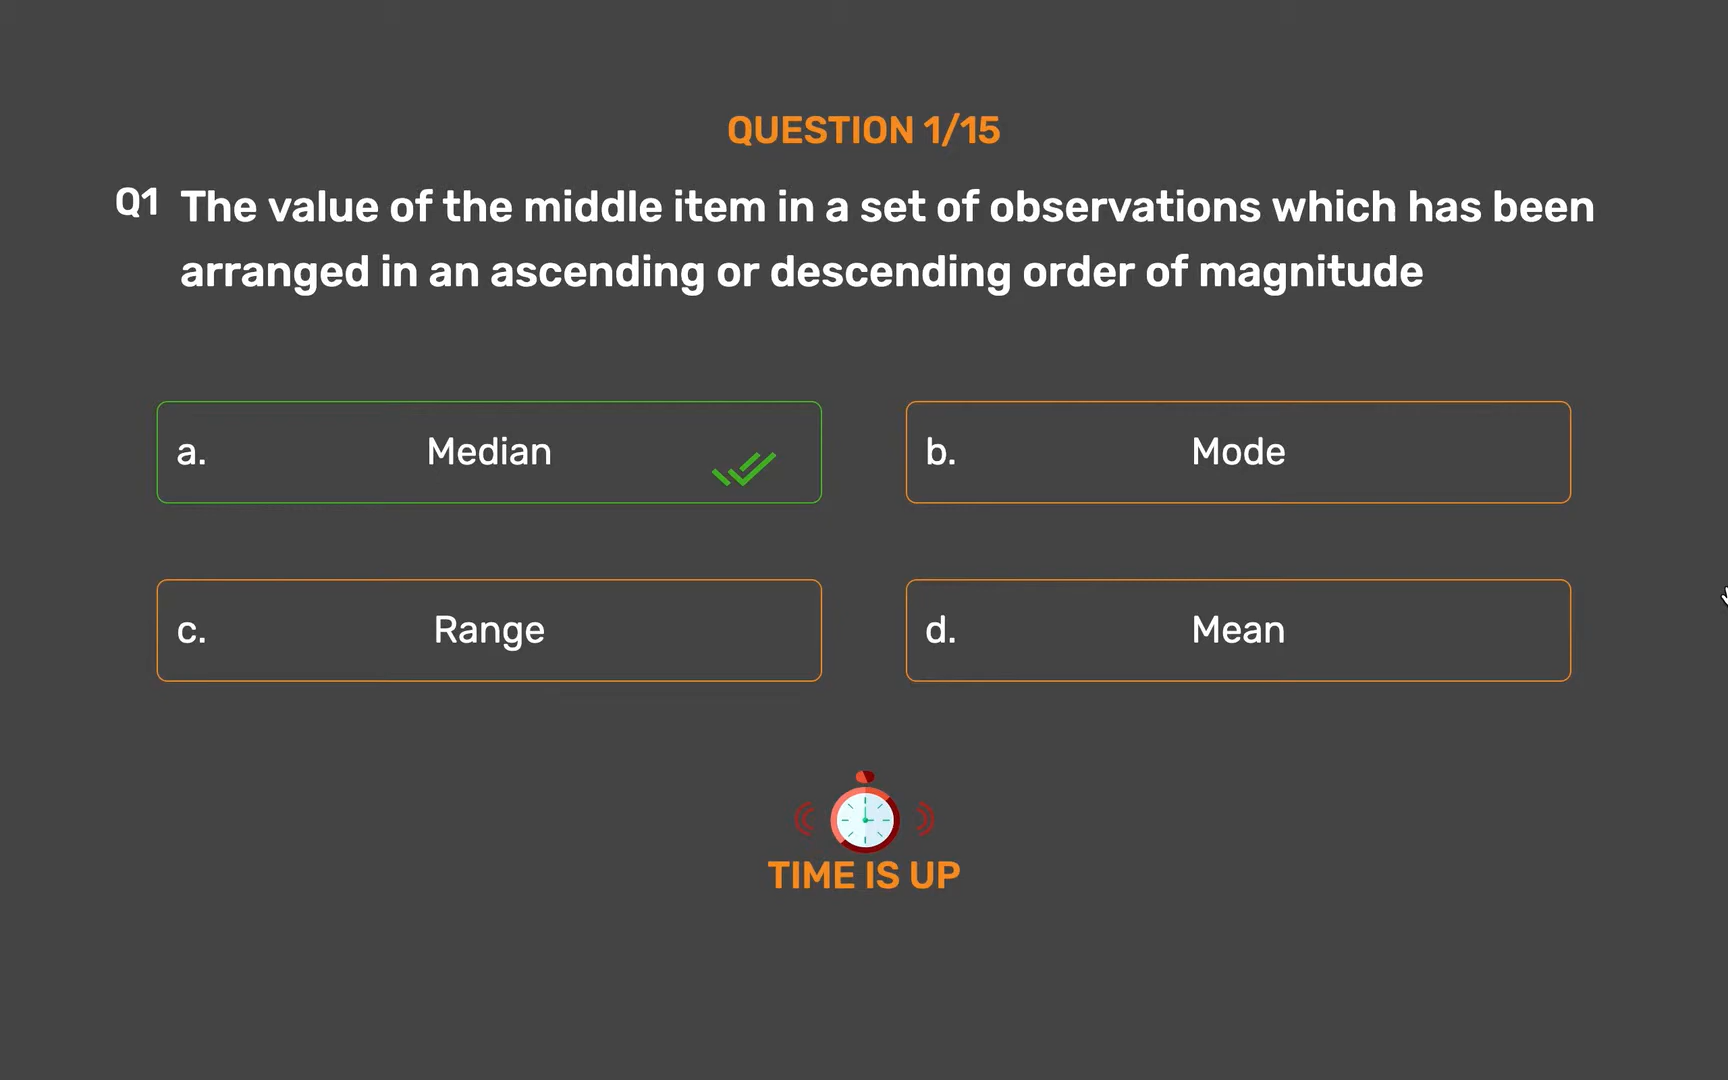 QUESTION 1/15
Q1 The value of the middle item in a set of observations which has been
arranged in an ascending or descending order of magnitude
a. Median
b. Mode
c. Range
d. Mean
TIME IS UP